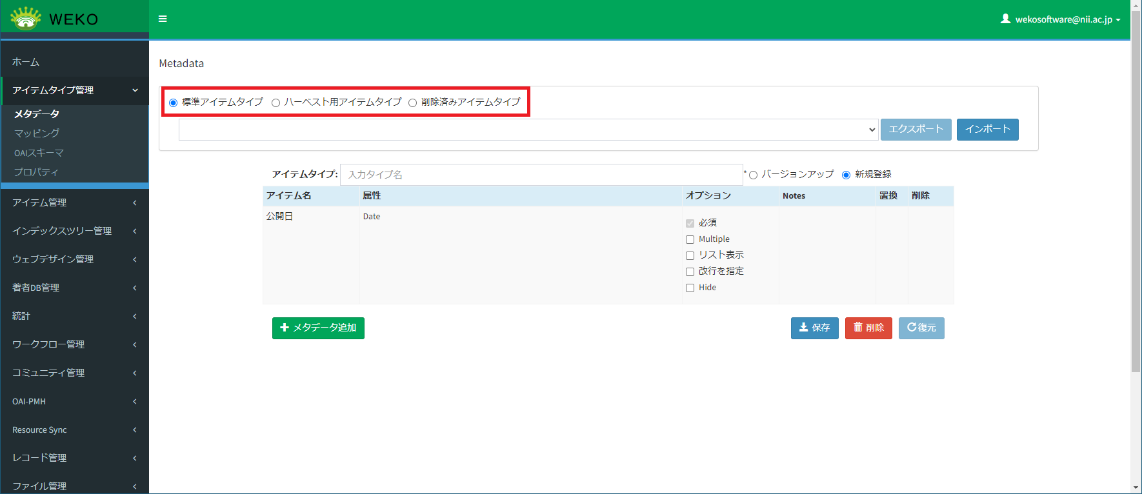 WEKO
wekosoftware@nii.ac.jp
ホーム
アイテムタイプ管理
メタデータ
マッピング
OAIスキーマ
プロパティ
アイテム管理
インデックスツリー管理
ウェブデザイン管理
著者DB管理
統計
ワークフロー管理
コミュニティ管理
OAI-PMH
Resource Sync
レコード管理
ファイル管理
Metadata
標準アイテムタイプ ハーベスト用アイテムタイプ 削除済みアイテムタイプ
エクスポート インポート
アイテムタイプ: 入力タイプ名 * バージョンアップ 新規登録
アイテム名 属性 オプション Notes 置換 削除
公開日 Date
必須
Multiple
リスト表示
改行を指定
Hide
メタデータ追加 保存 削除 復元